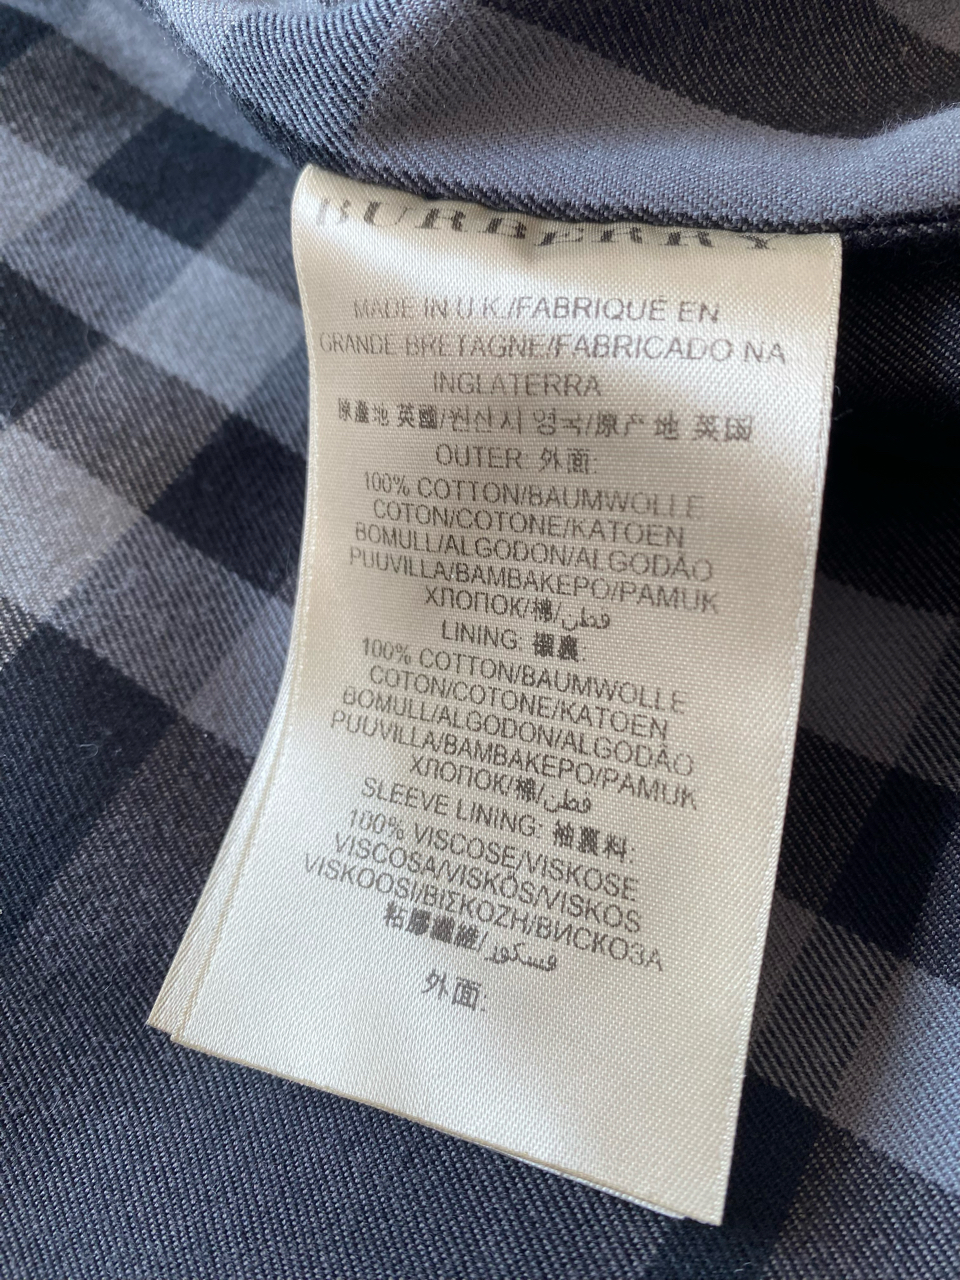 BURBERRY
MADE IN U.K./FABRIQUÉ EN
GRANDE BRETAGNE/FABRICADO NA
INGLATERRA
原產地 英國/원산지 영국/原产地 英国
OUTER 外面:
100% COTTON/BAUMWOLLE
COTON/COTONE/KATOEN
BOMULL/ALGODON/ALGODÃO
PUUVILLA/ΒΑΜΒΑΚΕΡΟ/PAMUK
ХЛОПОК/棉/قطن
LINING: 襯裏:
100% COTTON/BAUMWOLLE
COTON/COTONE/KATOEN
BOMULL/ALGODON/ALGODÃO
PUUVILLA/ΒΑΜΒΑΚΕΡΟ/PAMUK
ХЛОПОК/棉/قطن
SLEEVE LINING: 袖裏料:
100% VISCOSE/VISKOSE
VISCOSA/VISKÓS/VISKOS
VISKOOSI/ΒΙΣΚΟΖΗ/ВИСКОЗА
粘膠纖維/فسكوز
外面: